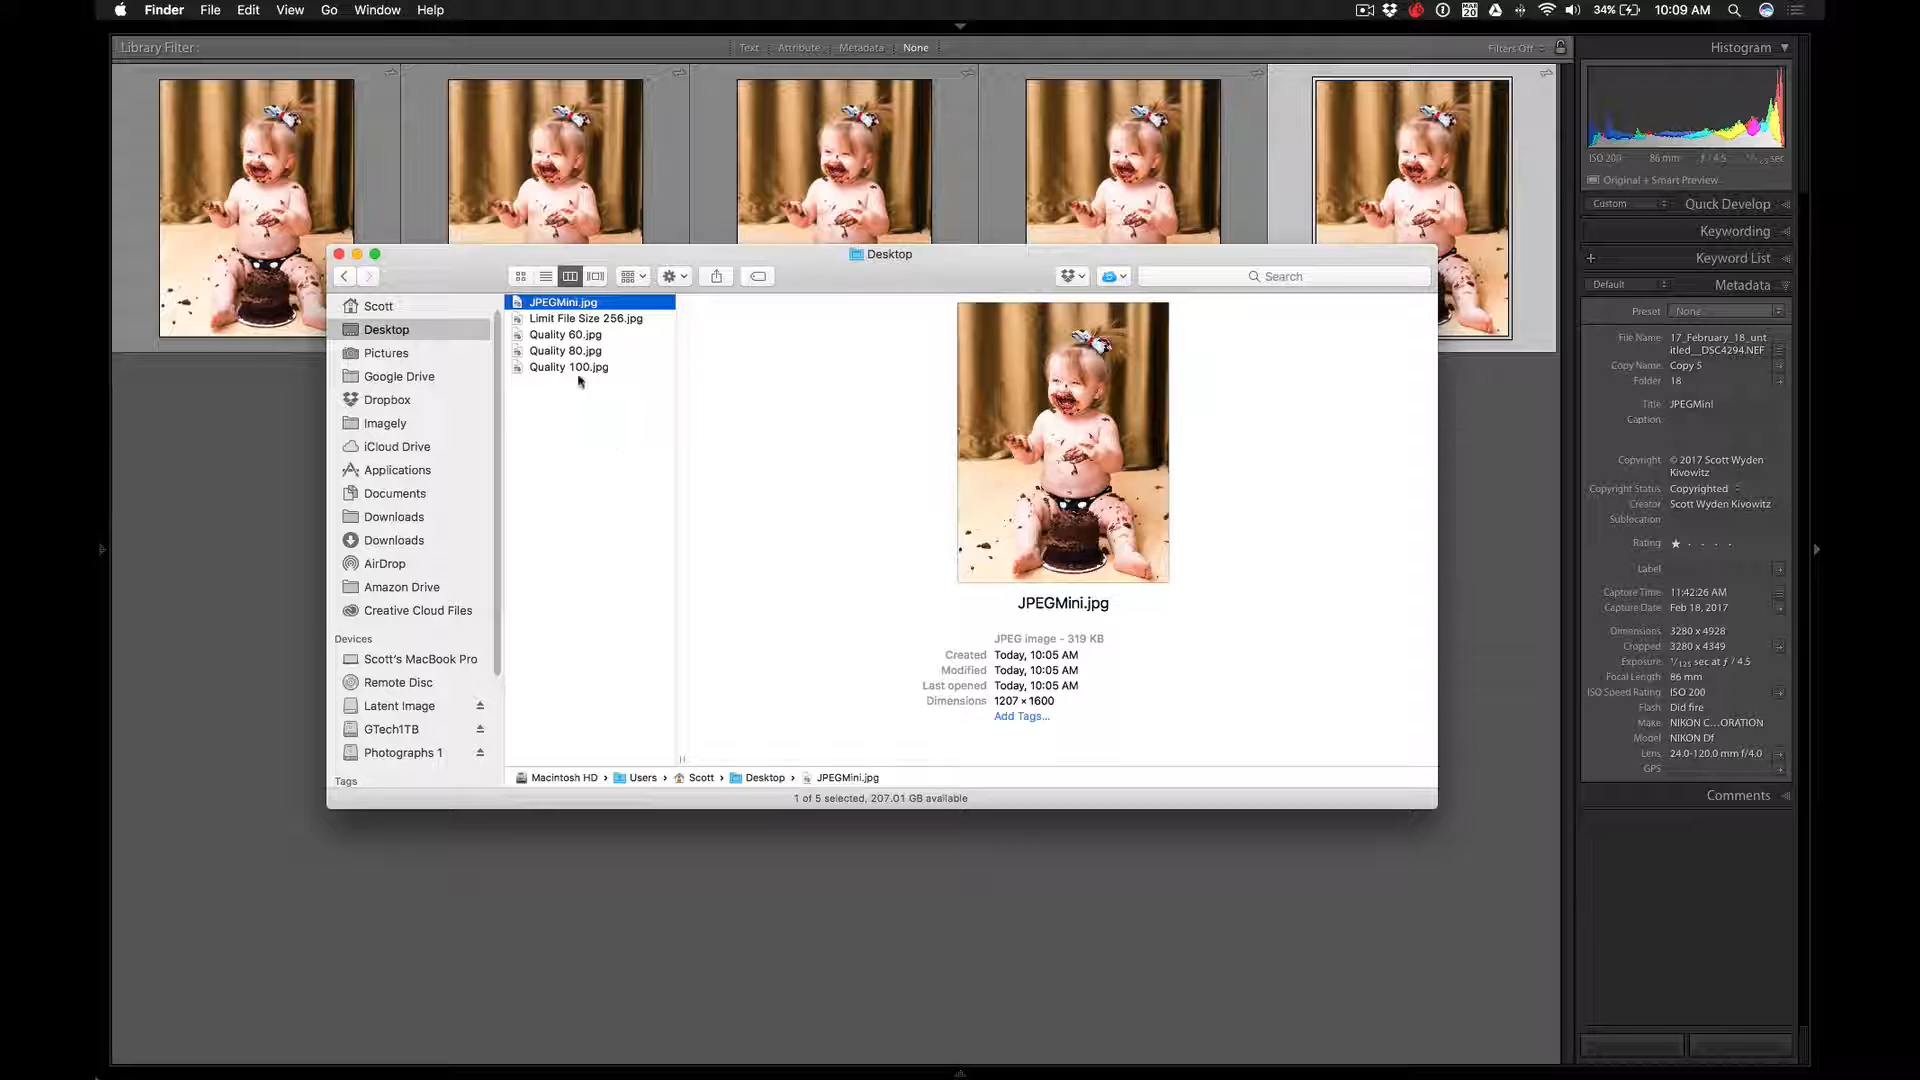 Finder File Edit View Go Window Help
MAR 20
34% 10:09 AM
Library Filter:
Text Attribute Metadata None
Filters Off
Histogram
ISO 200 86 mm ƒ / 4.5 sec
Original + Smart Preview
Custom Quick Develop
Keywording
+ Keyword List
Default Metadata
Preset None
File Name 17_February_18_unt
itled__DSC4294.NEF
Copy Name Copy 5
Folder 18
Title JPEGMini
Caption
Copyright © 2017 Scott Wyden
Kivowitz
Copyright Status Copyrighted
Creator Scott Wyden Kivowitz
Sublocation
Rating ★ · · · ·
Label
Capture Time 11:42:26 AM
Capture Date Feb 18, 2017
Dimensions 3280 x 4928
Cropped 3280 x 4349
Exposure 1/125 sec at ƒ / 4.5
Focal Length 86 mm
ISO Speed Rating ISO 200
Flash Did fire
Make NIKON C...ORATION
Model NIKON Df
Lens 24.0-120.0 mm f/4.0
GPS
Comments
Desktop
Search
Scott
Desktop
Pictures
Google Drive
Dropbox
Imagely
iCloud Drive
Applications
Documents
Downloads
Downloads
AirDrop
Amazon Drive
Creative Cloud Files
Devices
Scott's MacBook Pro
Remote Disc
Latent Image
GTech1TB
Photographs 1
Tags
JPEGMini.jpg
Limit File Size 256.jpg
Quality 60.jpg
Quality 80.jpg
Quality 100.jpg
JPEGMini.jpg
JPEG image - 319 KB
Created Today, 10:05 AM
Modified Today, 10:05 AM
Last opened Today, 10:05 AM
Dimensions 1207 × 1600
Add Tags...
Macintosh HD › Users › Scott › Desktop › JPEGMini.jpg
1 of 5 selected, 207.01 GB available